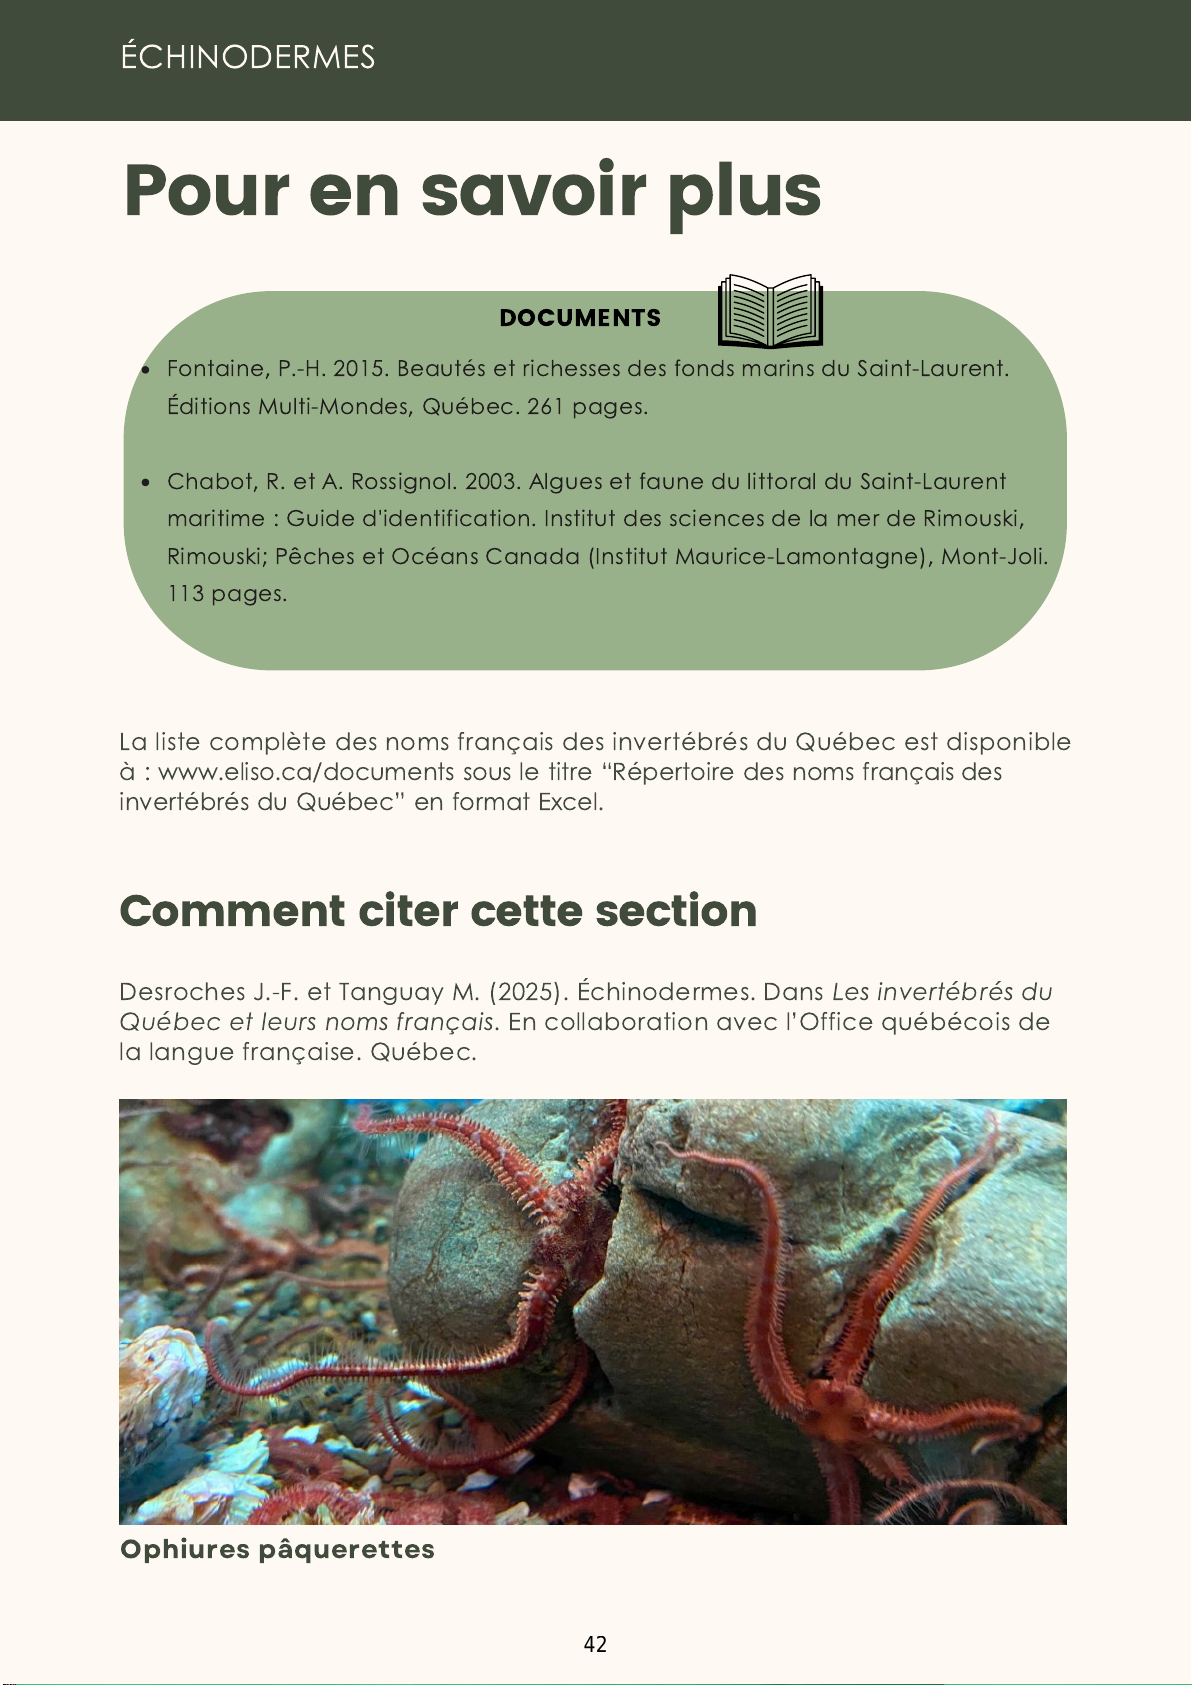 ÉCHINODERMES
Pour en savoir plus
DOCUMENTS
• Fontaine, P.-H. 2015. Beautés et richesses des fonds marins du Saint-Laurent.
Éditions Multi-Mondes, Québec. 261 pages.
• Chabot, R. et A. Rossignol. 2003. Algues et faune du littoral du Saint-Laurent
maritime : Guide d'identification. Institut des sciences de la mer de Rimouski,
Rimouski; Pêches et Océans Canada (Institut Maurice-Lamontagne), Mont-Joli.
113 pages.
La liste complète des noms français des invertébrés du Québec est disponible
à : www.eliso.ca/documents sous le titre “Répertoire des noms français des
invertébrés du Québec” en format Excel.
Comment citer cette section
Desroches J.-F. et Tanguay M. (2025). Échinodermes. Dans Les invertébrés du
Québec et leurs noms français. En collaboration avec l’Office québécois de
la langue française. Québec.
Ophiures pâquerettes
42